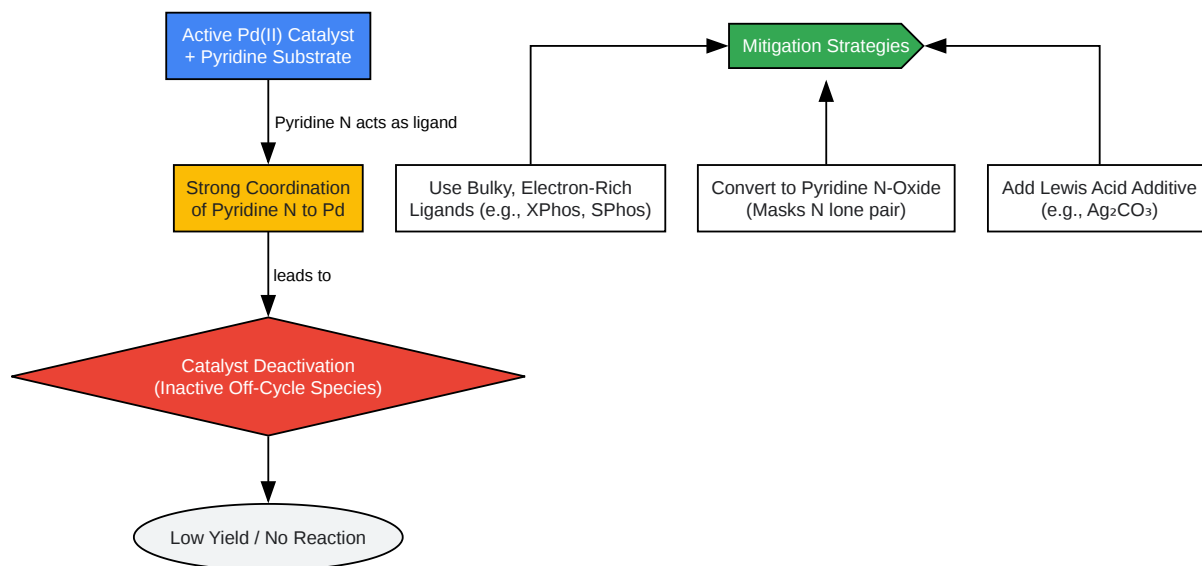 Active Pd(II) Catalyst
+ Pyridine Substrate
Pyridine N acts as ligand
Strong Coordination
of Pyridine N to Pd
leads to
Catalyst Deactivation
(Inactive Off-Cycle Species)
Low Yield / No Reaction
Mitigation Strategies
Use Bulky, Electron-Rich
Ligands (e.g., XPhos, SPhos)
Convert to Pyridine N-Oxide
(Masks N lone pair)
Add Lewis Acid Additive
(e.g., Ag₂CO₃)